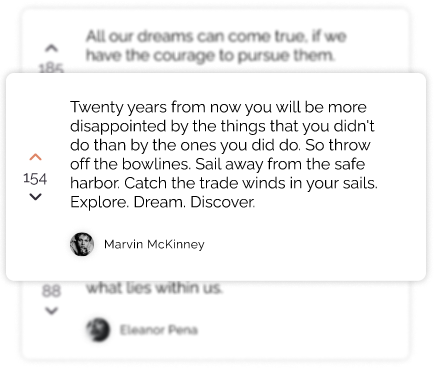 All our dreams can come true, if we
have the courage to pursue them.
185
Twenty years from now you will be more
disappointed by the things that you didn't
do than by the ones you did do. So throw
off the bowlines. Sail away from the safe
154
harbor. Catch the trade winds in your sails.
Explore. Dream. Discover.
Marvin McKinney
88
what lies within us.
Eleanor Pena